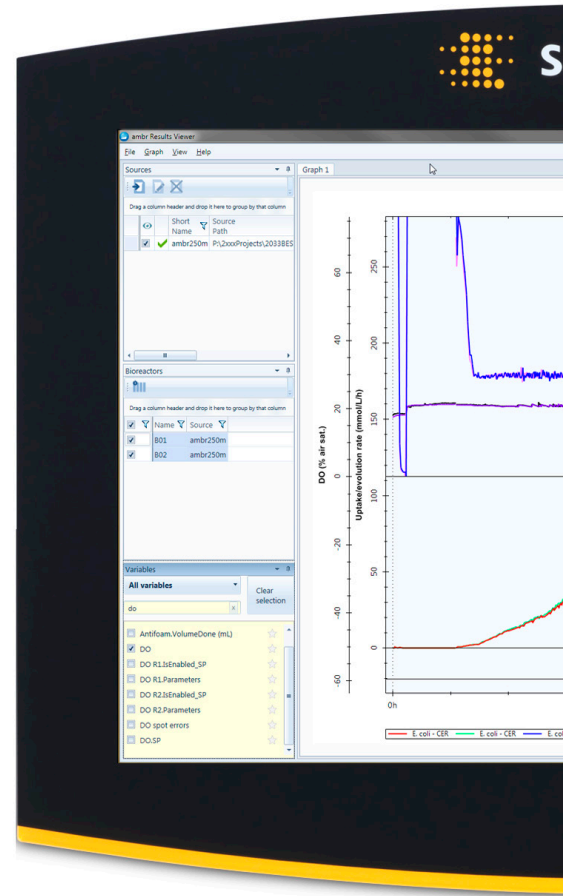 S
ambr Results Viewer
File Graph View Help
Sources
Graph 1
Drag a column header and drop it here to group by that column
Short Name Source Path
ambr250m P:\2xxxProjects\2033BES
Bioreactors
Drag a column header and drop it here to group by that column
Name Source
B01 ambr250m
B02 ambr250m
Variables
All variables
Clear selection
do
Antifoam.VolumeDone (mL)
DO
DO R1.IsEnabled_SP
DO R1.Parameters
DO R2.IsEnabled_SP
DO R2.Parameters
DO spot errors
DO.SP
DO (% air sat.)
60
40
20
0
-20
-40
-60
Uptake/evolution rate (mmol/L/h)
250
200
150
100
50
0
0h
E. coli - CER E. coli - CER E. col